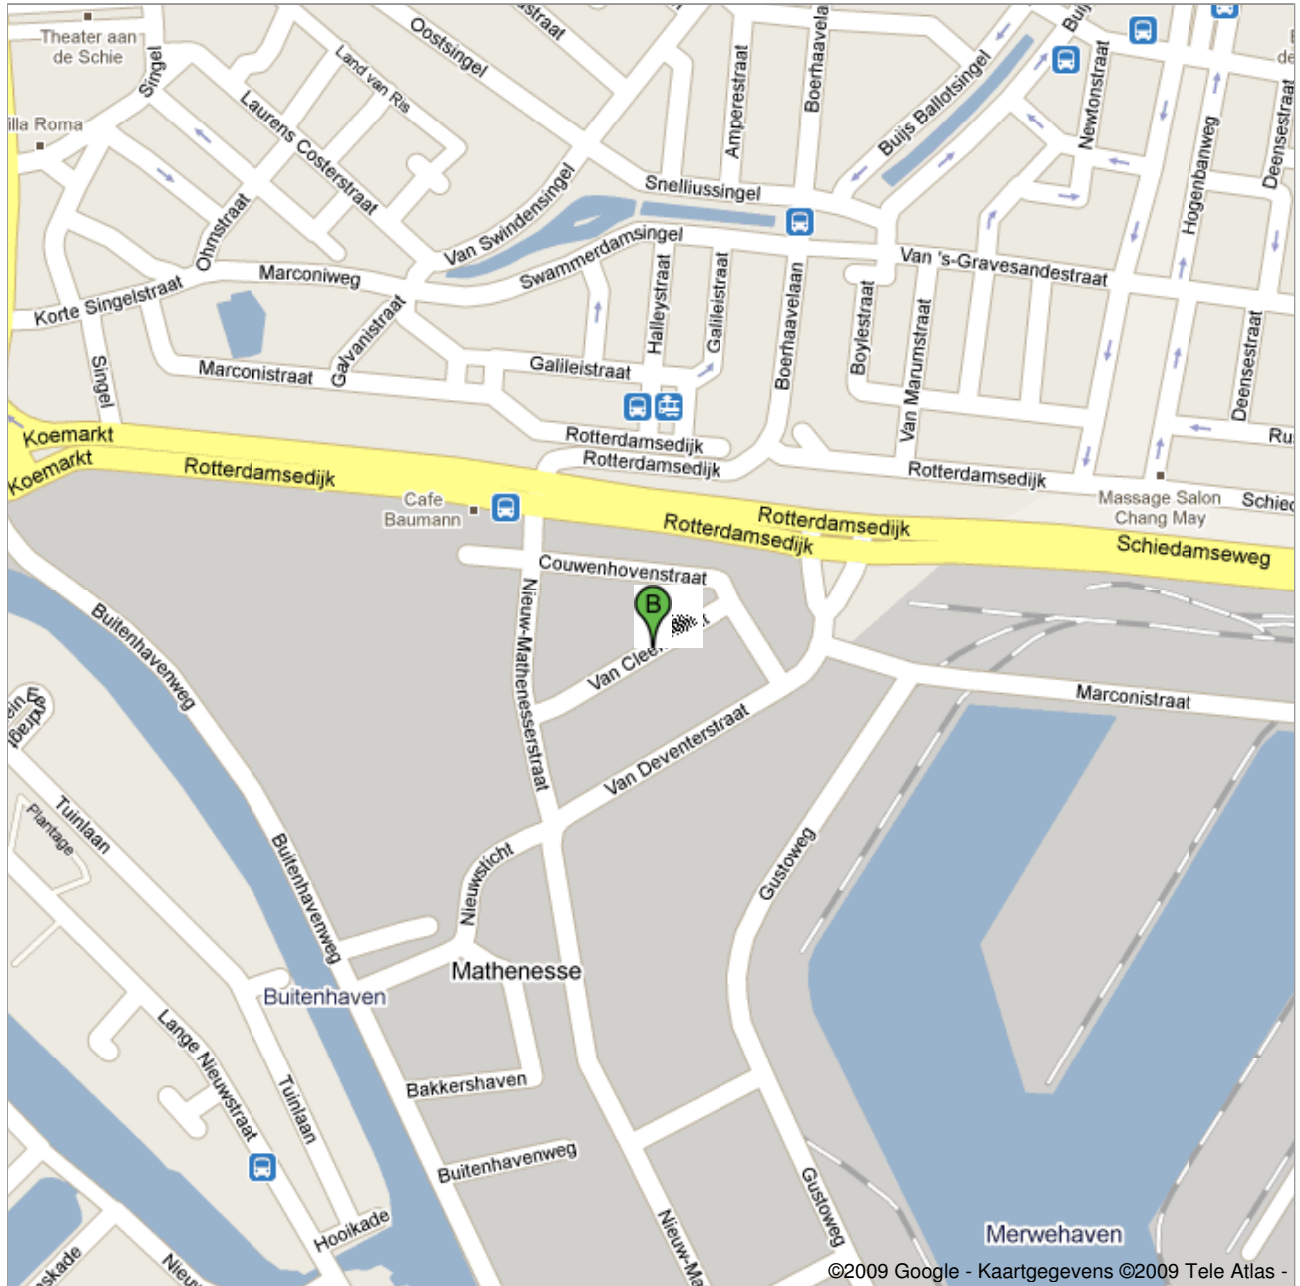 Theater aan
de Schie
Singel
Oostsingel
Land van Ris
Laurens Costerstraat
Amperestraat
Buijs Ballotsingel
Newtonstraat
Hogenbanweg
Deensestraat
Snelliussingel
Van Swindensingel
Swammerdamsingel
Ohmstraat
Marconiweg
Korte Singelstraat
Van 's-Gravesandestraat
Halleystraat
Galileistraat
Boerhaavelaan
Boylestraat
Van Marumstraat
Deensestraat
Galvanistraat
Marconistraat
Galileistraat
Singel
Koemarkt
Koemarkt
Rotterdamsedijk
Rotterdamsedijk
Rotterdamsedijk
Rotterdamsedijk
Rotterdamsedijk
Rotterdamsedijk
Schiedamseweg
Massage Salon
Chang May
Cafe
Baumann
Couwenhovenstraat
B
Nieuw-Mathenesserstraat
Van Deventerstraat
Marconistraat
Buitenhavenweg
Tuinlaan
Plantage
Buitenhavenweg
Nieuwsticht
Gustoweg
Mathenesse
Buitenhaven
Lange Nieuwstraat
Tuinlaan
Bakkershaven
Buitenhavenweg
Hooikade
Gustoweg
Merwehaven
©2009 Google - Kaartgegevens ©2009 Tele Atlas -